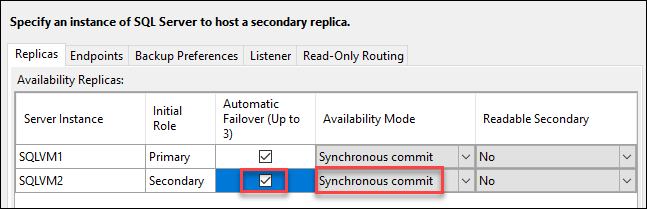 Specify an instance of SQL Server to host a secondary replica.
Replicas Endpoints Backup Preferences Listener Read-Only Routing
Availability Replicas:
Server Instance
Initial
Role
Automatic
Failover (Up to
3)
Availability Mode
Readable Secondary
SQLVM1 Primary Synchronous commit No
SQLVM2 Secondary Synchronous commit No